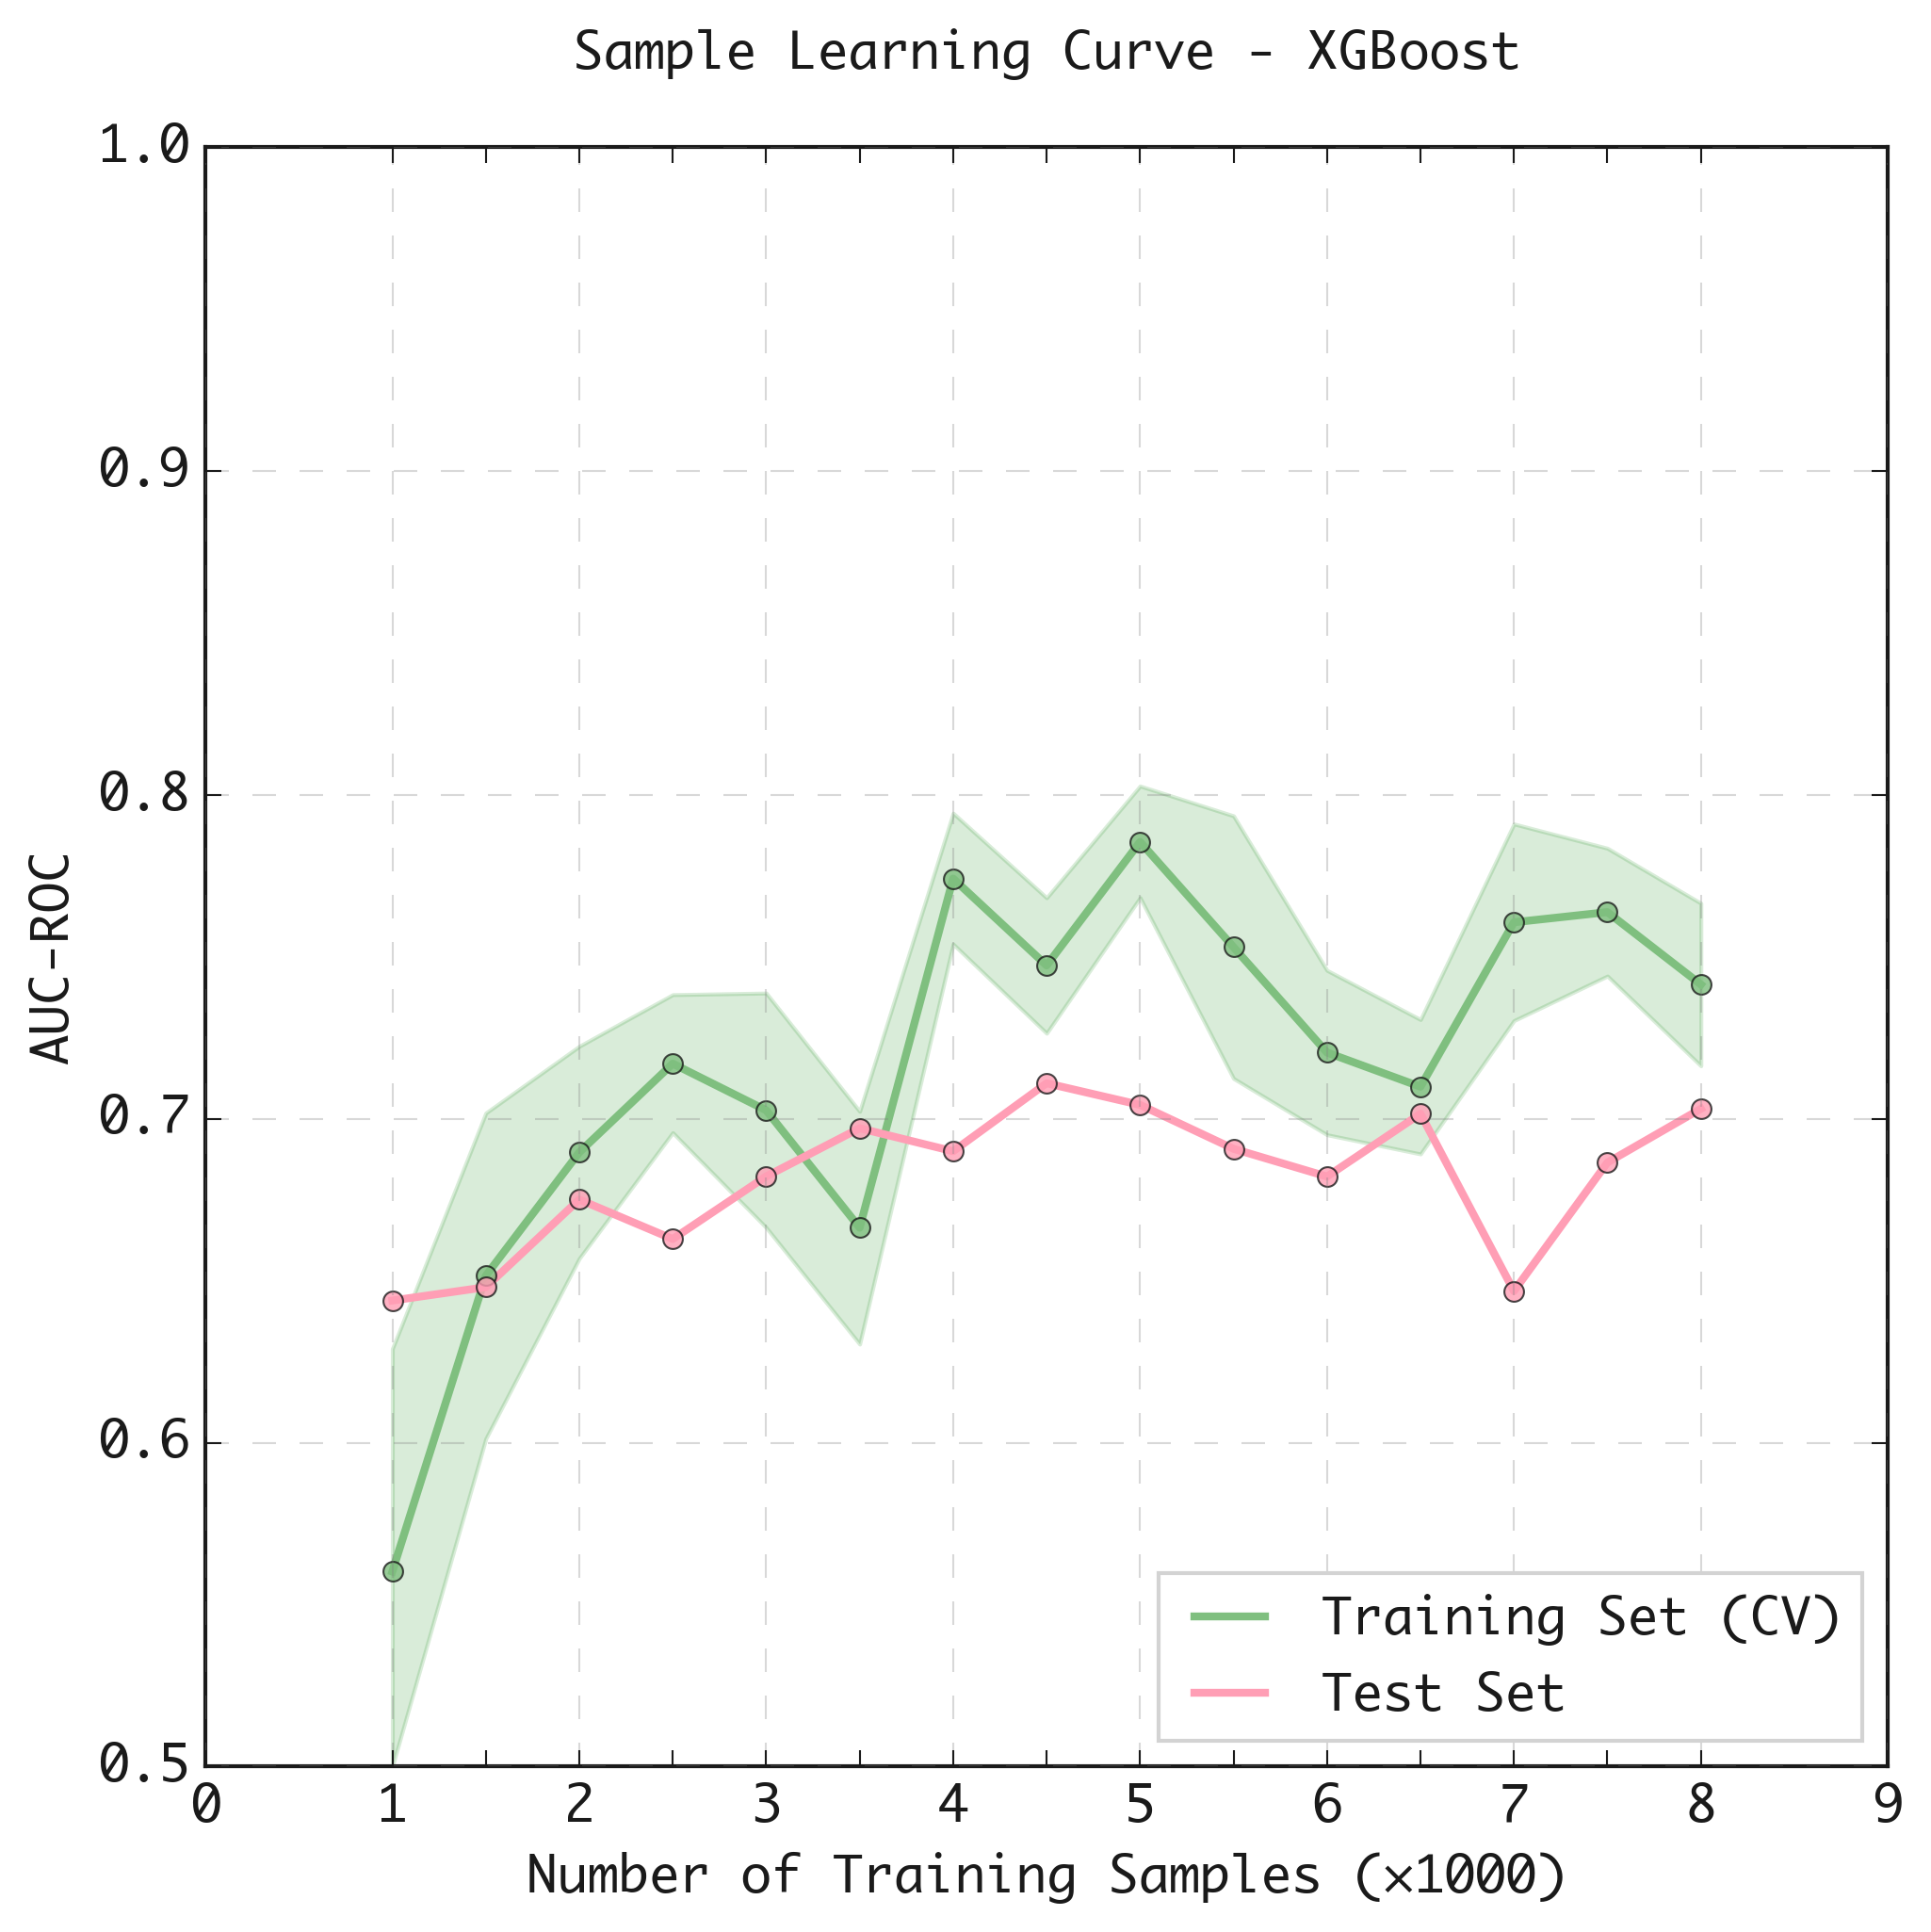 Sample Learning Curve - XGBoost
1.0
0.9
0.8
0.7
0.6
0.5
AUC-ROC
0 1 2 3 4 5 6 7 8 9
Number of Training Samples (×1000)
Training Set (CV)
Test Set